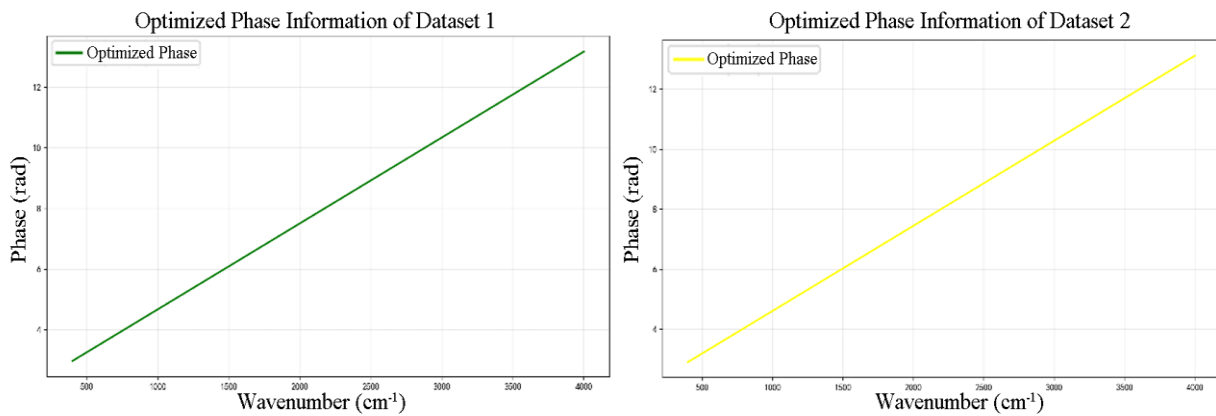 Optimized Phase Information of Dataset 1
Optimized Phase
Phase (rad)
12
10
8
6
4
500 1000 1500 2000 2500 3000 3500 4000
Wavenumber (cm-1)
Optimized Phase Information of Dataset 2
Optimized Phase
Phase (rad)
12
10
8
6
4
500 1000 1500 2000 2500 3000 3500 4000
Wavenumber (cm-1)